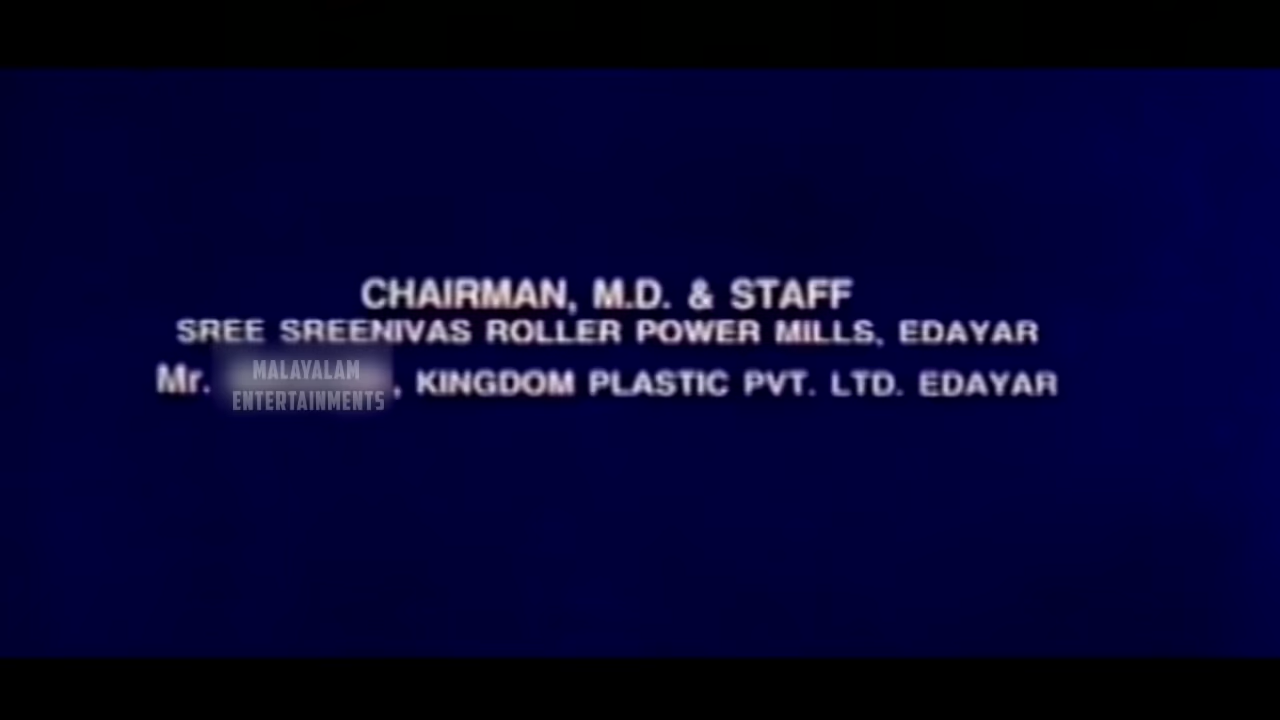 CHAIRMAN, M.D. & STAFF
SREE SREENIVAS ROLLER POWER MILLS, EDAYAR
Mr. , KINGDOM PLASTIC PVT. LTD. EDAYAR
MALAYALAM
ENTERTAINMENTS